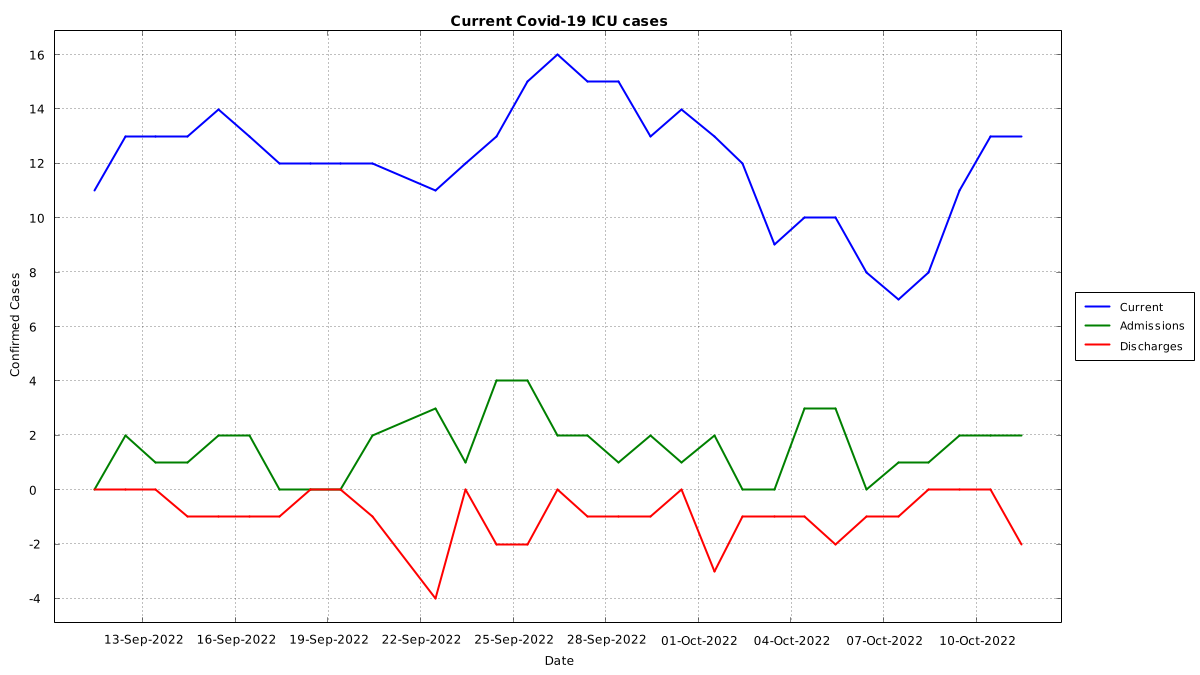 Current Covid-19 ICU cases
16
14
12
10
8
6
4
2
0
-2
-4
Confirmed Cases
13-Sep-2022 16-Sep-2022 19-Sep-2022 22-Sep-2022 25-Sep-2022 28-Sep-2022 01-Oct-2022 04-Oct-2022 07-Oct-2022 10-Oct-2022
Date
Current
Admissions
Discharges